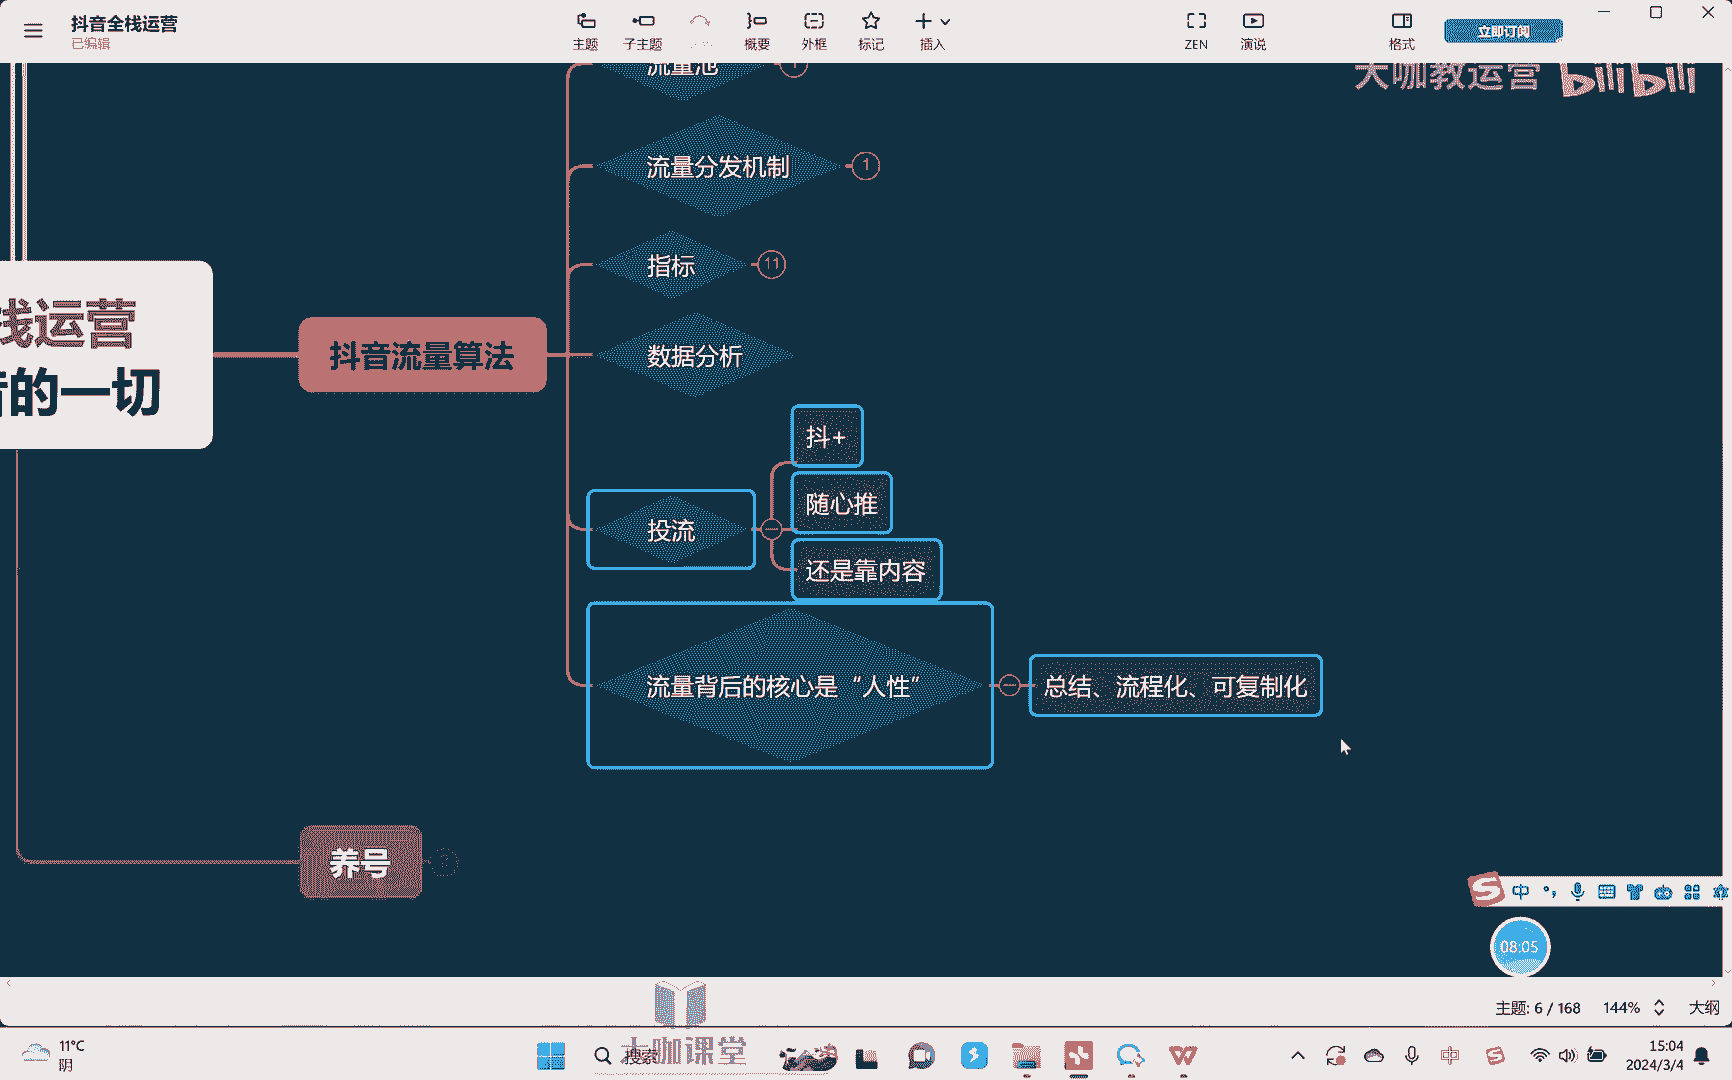 抖音全栈运营
已编辑
主题
子主题
概要
外框
标记
插入
ZEN
演说
格式
立即订阅
大咖教运营 bilibili
流量池
1
流量分发机制
1
指标
11
栈运营
的一切
抖音流量算法
数据分析
抖+
随心推
投流
还是靠内容
流量背后的核心是“人性”
总结、流程化、可复制化
养号
中
08:05
主题: 6 / 168
144%
大纲
11°C
阴
搜索
大咖课堂
中
15:04
2024/3/4